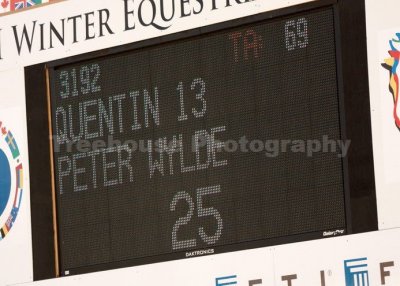 WINTER EQUESTRI
TA: 69
3192
QUENTIN 13
Treehouse Photography
PETER WYLDE
25
DAKTRONICS